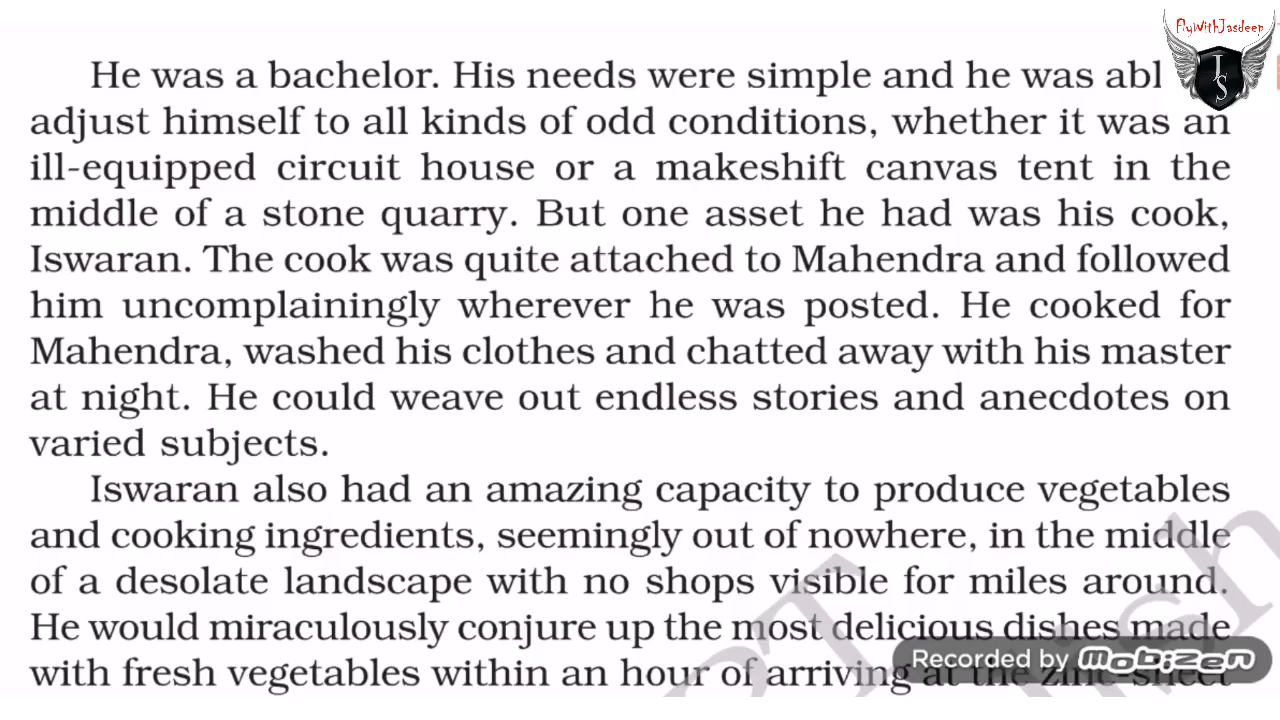 FlyWithJasdeep
JS
He was a bachelor. His needs were simple and he was abl
adjust himself to all kinds of odd conditions, whether it was an
ill-equipped circuit house or a makeshift canvas tent in the
middle of a stone quarry. But one asset he had was his cook,
Iswaran. The cook was quite attached to Mahendra and followed
him uncomplainingly wherever he was posted. He cooked for
Mahendra, washed his clothes and chatted away with his master
at night. He could weave out endless stories and anecdotes on
varied subjects.
Iswaran also had an amazing capacity to produce vegetables
and cooking ingredients, seemingly out of nowhere, in the middle
of a desolate landscape with no shops visible for miles around.
He would miraculously conjure up the most delicious dishes made
with fresh vegetables within an hour of arriving at the zinc-sheet
Recorded by mobizen